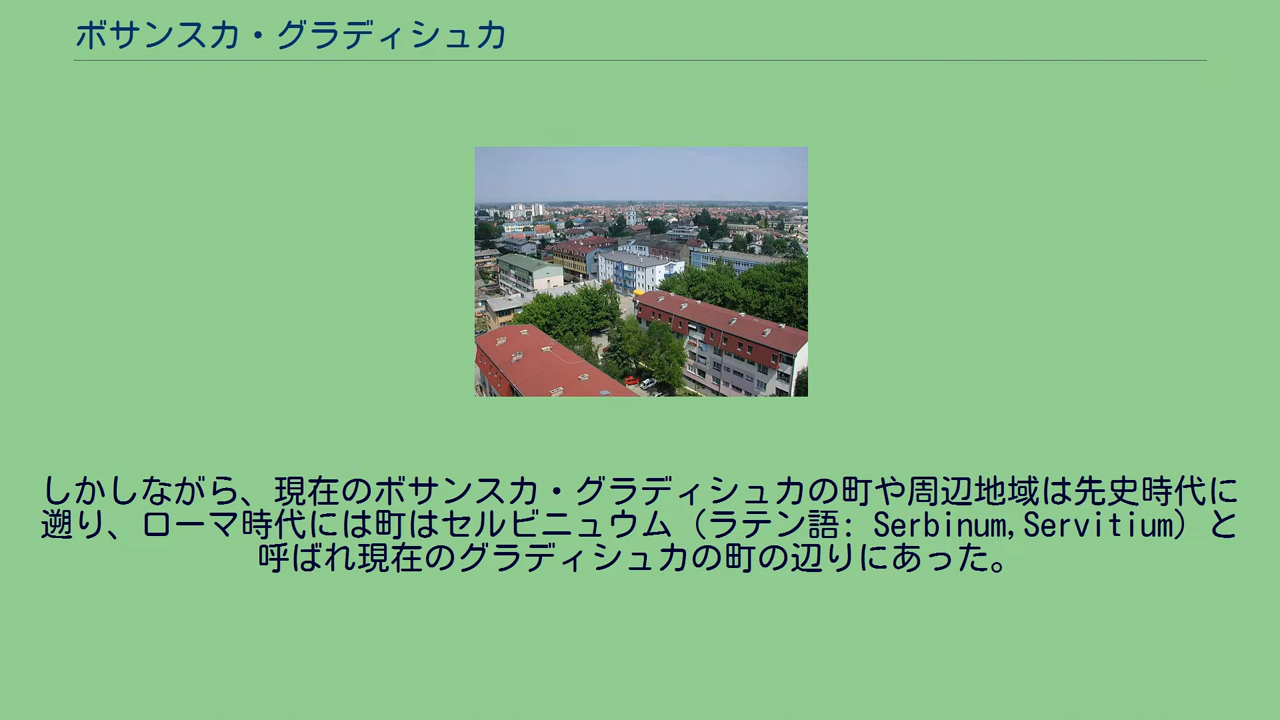 ボサンスカ・グラディシュカ
しかしながら、現在のボサンスカ・グラディシュカの町や周辺地域は先史時代に
遡り、ローマ時代には町はセルビニュウム（ラテン語: Serbinum,Servitium）と
呼ばれ現在のグラディシュカの町の辺りにあった。